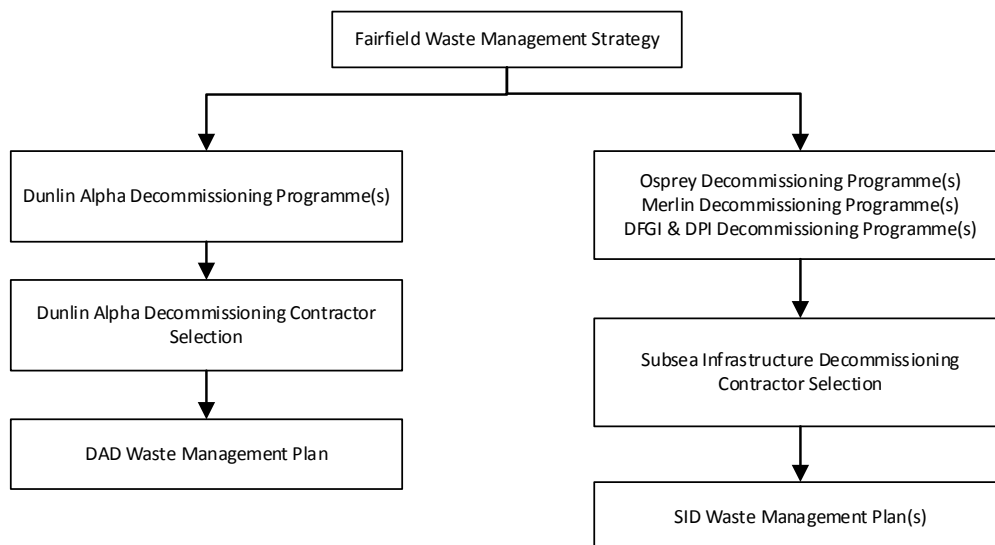 Fairfield Waste Management Strategy
Dunlin Alpha Decommissioning Programme(s)
Dunlin Alpha Decommissioning Contractor
Selection
DAD Waste Management Plan
Osprey Decommissioning Programme(s)
Merlin Decommissioning Programme(s)
DFGI & DPI Decommissioning Programme(s)
Subsea Infrastructure Decommissioning
Contractor Selection
SID Waste Management Plan(s)